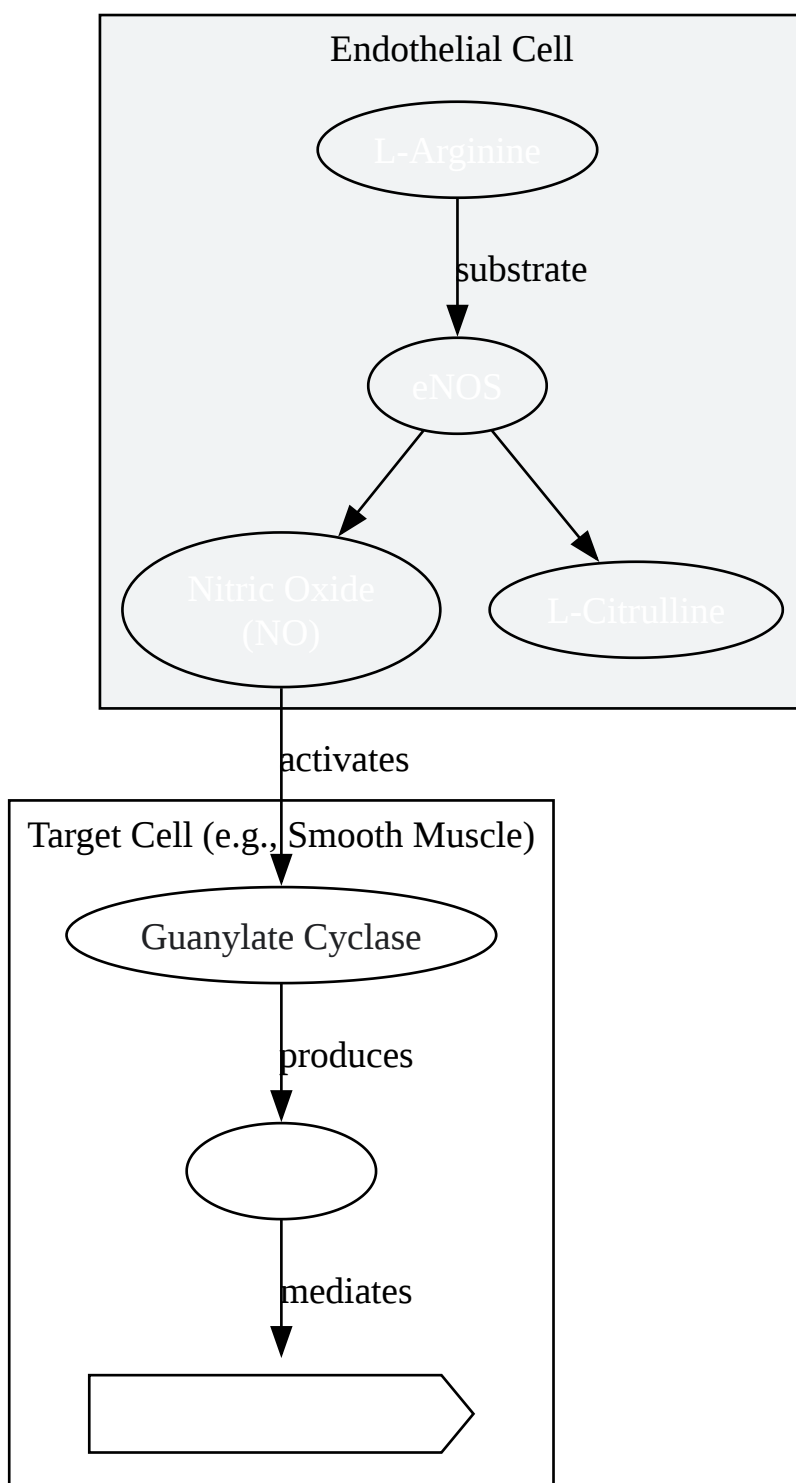 Endothelial Cell
L-Arginine
substrate
eNOS
Nitric Oxide
(NO)
L-Citrulline
activates
Target Cell (e.g., Smooth Muscle)
Guanylate Cyclase
produces
mediates